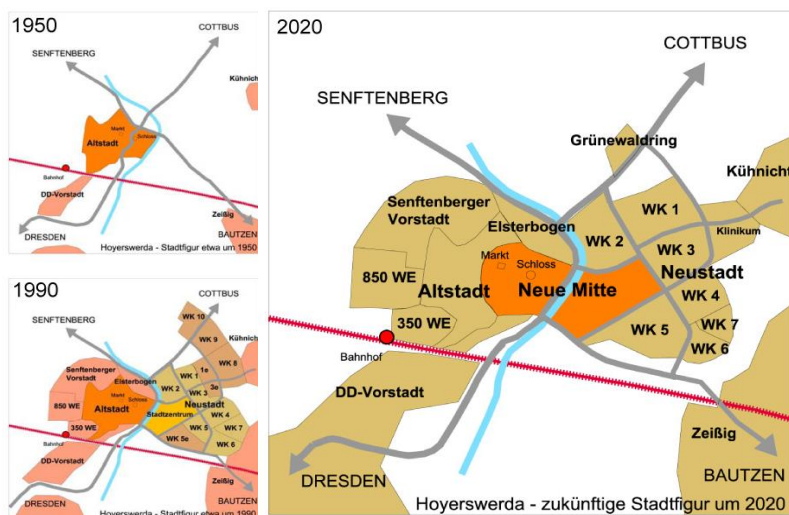 1950
COTTBUS
SENFTENBERG
Kühnicht
Markt
Schloss
Altstadt
Bahnhof
DD-Vorstadt
Zeißig
DRESDEN
BAUTZEN
Hoyerswerda - Stadtfigur etwa um 1950
1990
COTTBUS
WK 10
SENFTENBERG
WK 9
Kühnicht
Senftenberger
Vorstadt
Elsterbogen
WK 1
1e
WK 8
WK 2
WK 3
3e
850 WE
Markt
Schloss
Altstadt
Neustadt
Stadtzentrum
WK 4
350 WE
WK 5
WK 7
Bahnhof
WK 5e
WK 6
DD-Vorstadt
Zeißig
DRESDEN
BAUTZEN
Hoyerswerda - Stadtfigur etwa um 1990
2020
COTTBUS
SENFTENBERG
Grünewaldring
Kühnicht
Senftenberger
Vorstadt
Elsterbogen
WK 1
WK 2
Klinikum
WK 3
Markt
Schloss
850 WE
Neustadt
Altstadt
Neue Mitte
WK 4
350 WE
WK 5
WK 7
WK 6
Bahnhof
DD-Vorstadt
Zeißig
DRESDEN
BAUTZEN
Hoyerswerda - zukünftige Stadtfigur um 2020